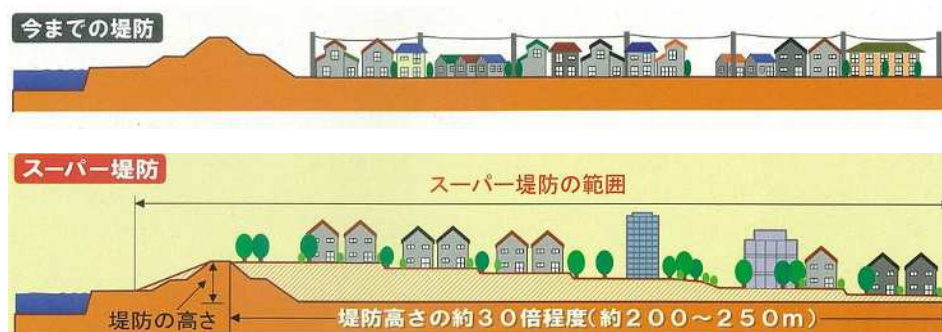 今までの堤防
スーパー堤防
スーパー堤防の範囲
堤防の高さ
堤防高さの約30倍程度(約200～250m)